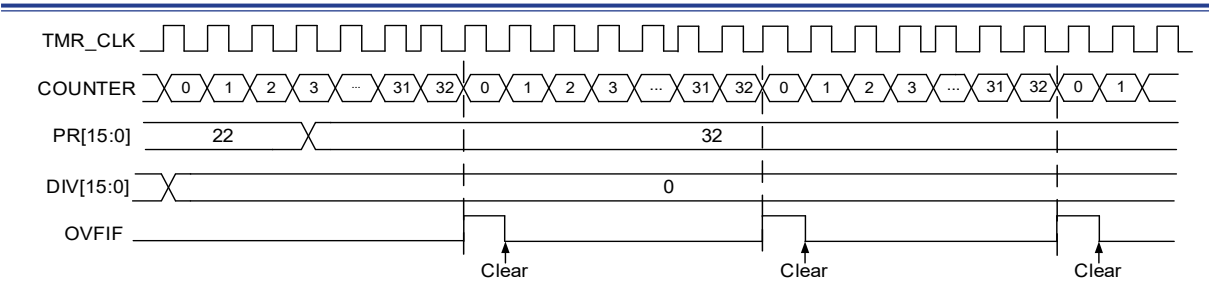 TMR_CLK
COUNTER 0 1 2 3 ... 31 32 0 1 2 3 ... 31 32 0 1 2 3 ... 31 32 0 1
PR[15:0] 22 32
DIV[15:0] 0
OVFIF
Clear Clear Clear